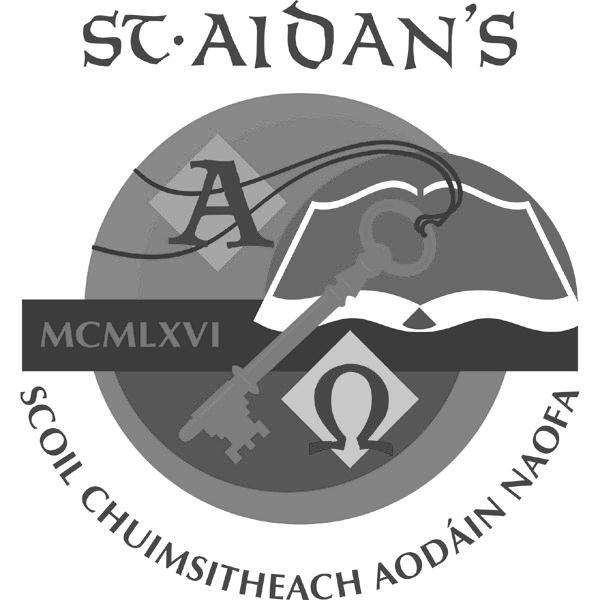 ST·AIDAN'S
A
MCMLXVI
Ω
SCOIL CHUIMSITHEACH AODÁIN NAOFA